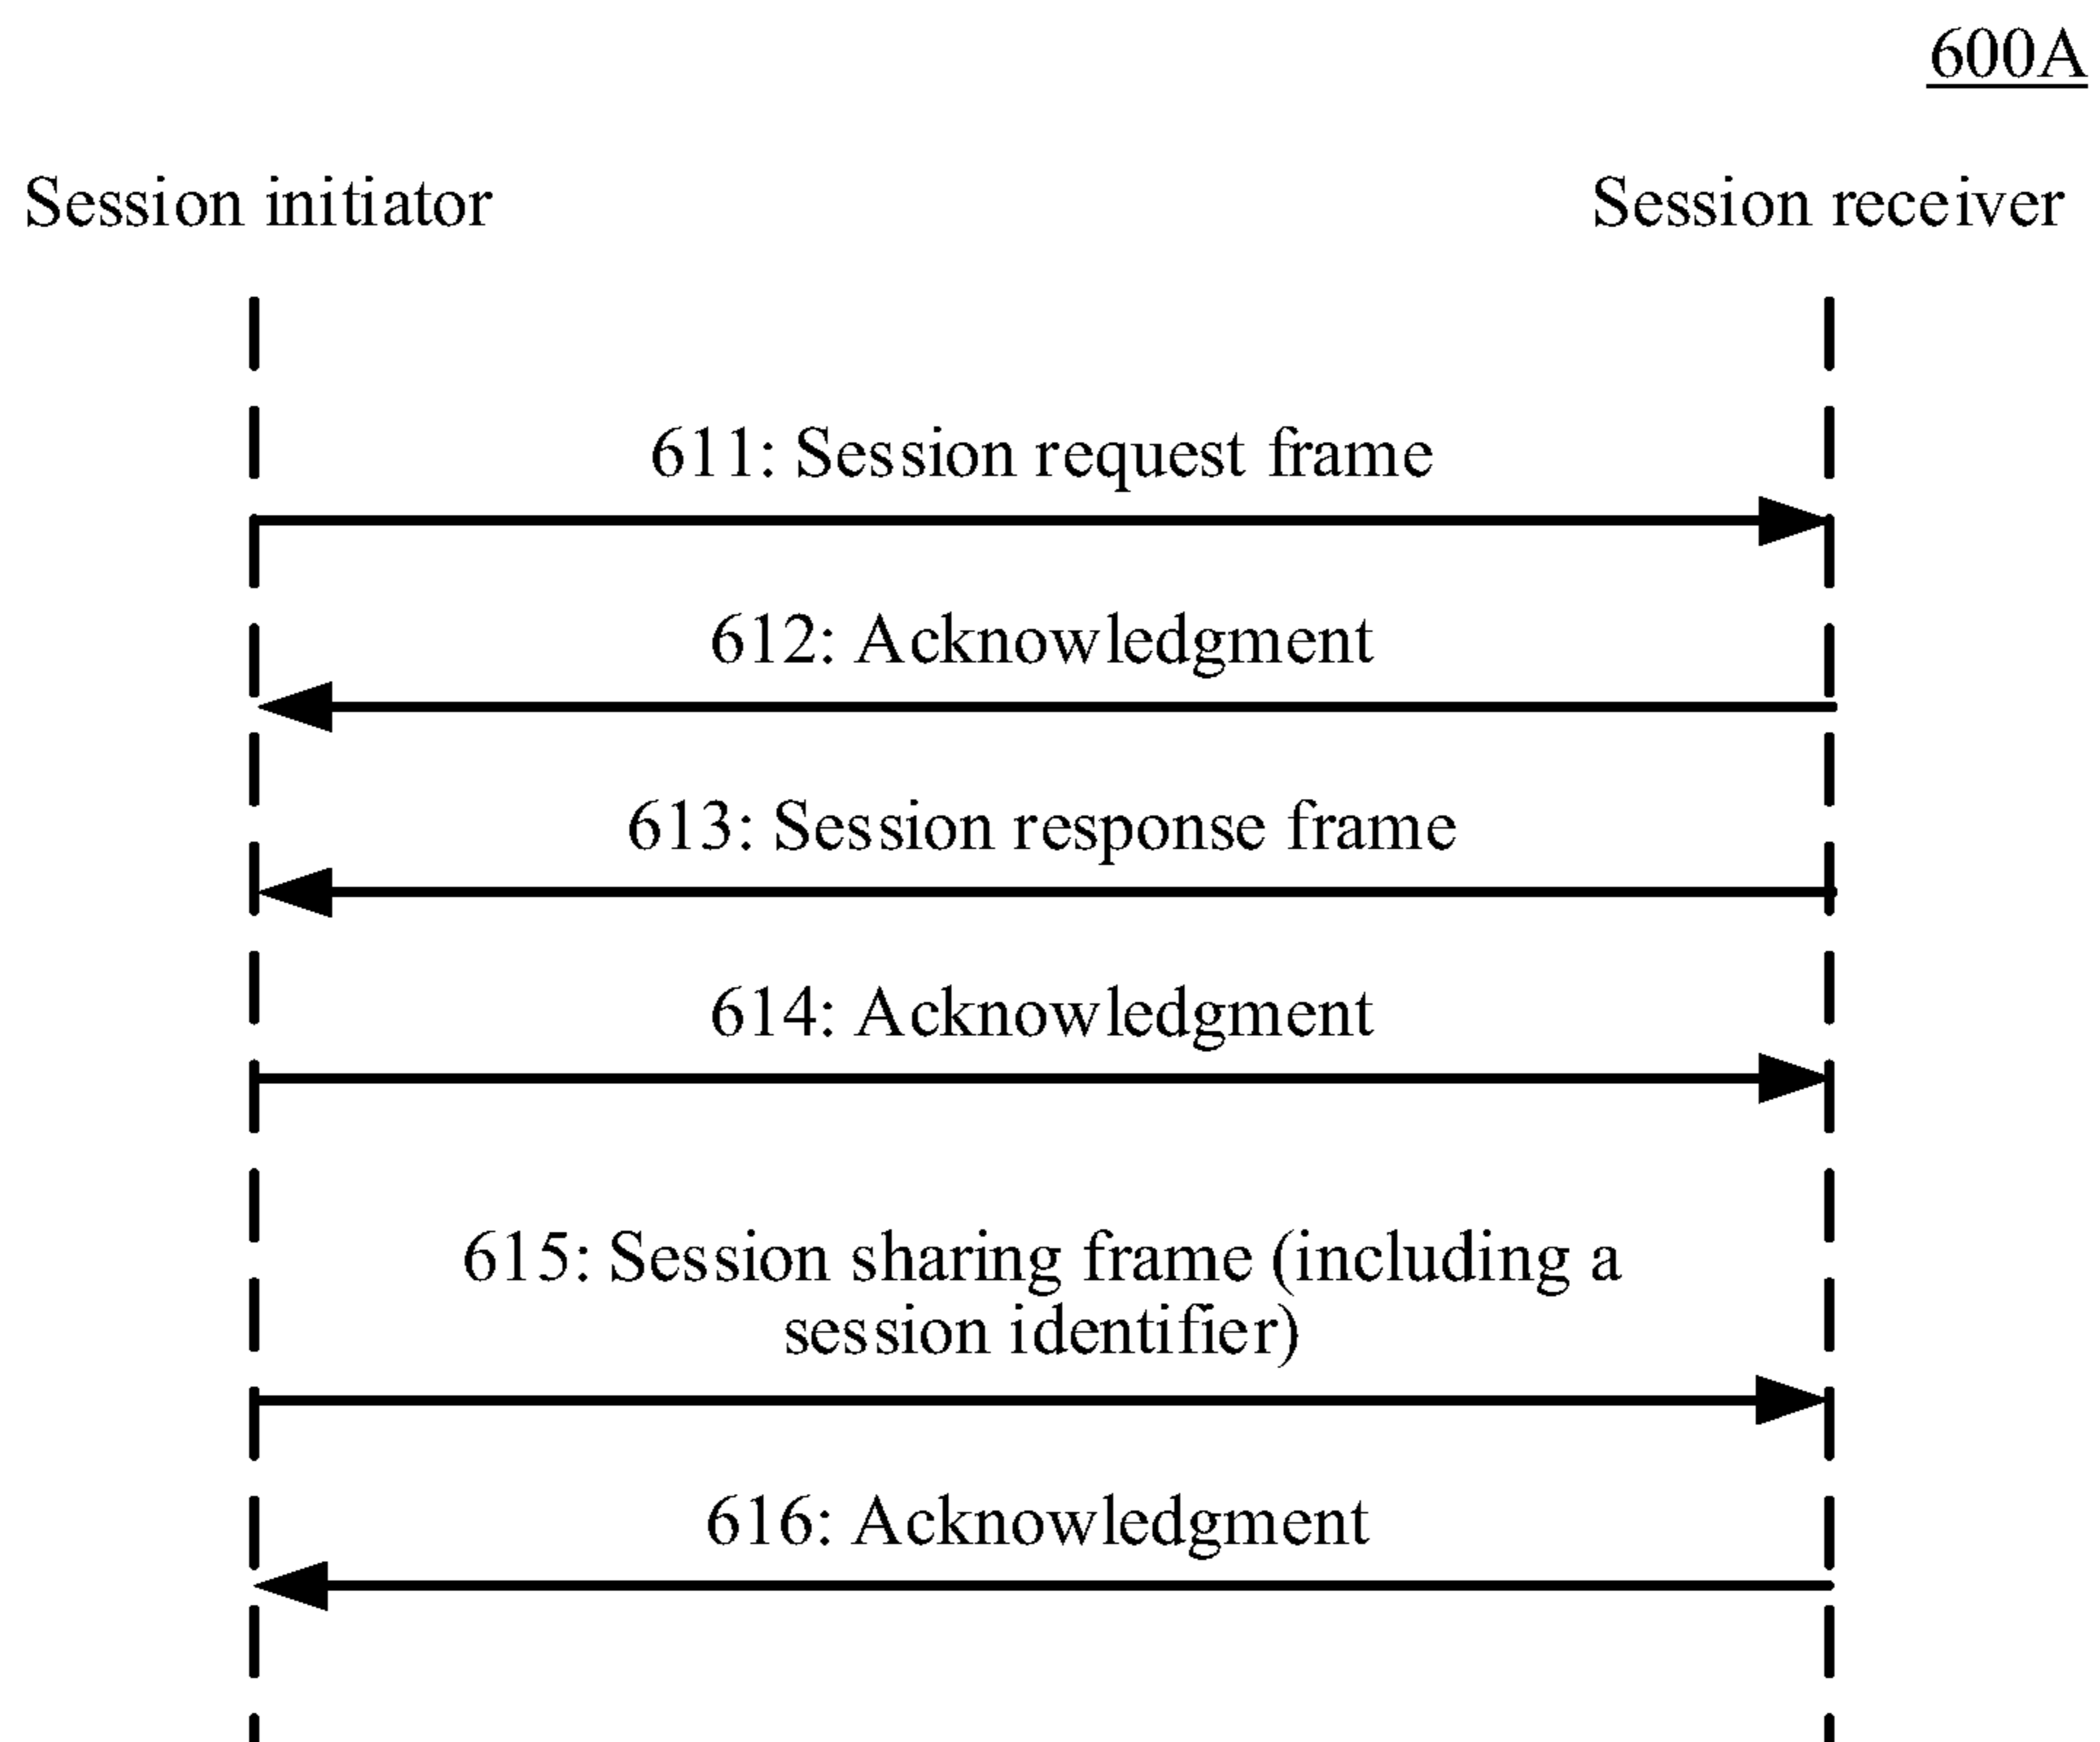 600A
Session initiator
Session receiver
611: Session request frame
612: Acknowledgment
613: Session response frame
614: Acknowledgment
615: Session sharing frame (including a
session identifier)
616: Acknowledgment